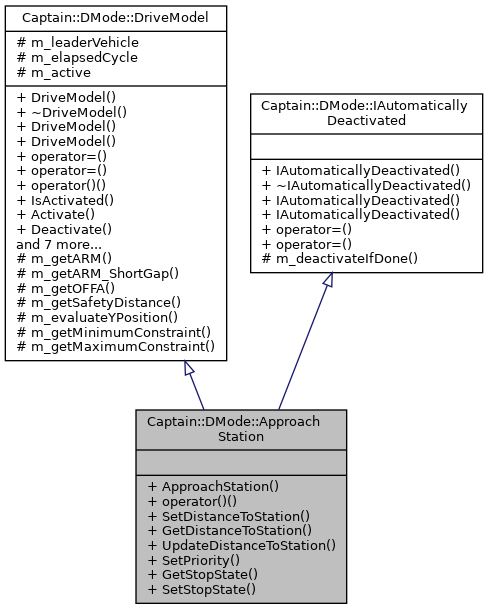 Captain::DMode::DriveModel
# m_leaderVehicle
# m_elapsedCycle
# m_active
+ DriveModel()
+ ~DriveModel()
+ DriveModel()
+ DriveModel()
+ operator=()
+ operator=()
+ operator()()
+ IsActivated()
+ Activate()
+ Deactivate()
and 7 more...
# m_getARM()
# m_getARM_ShortGap()
# m_getOFFA()
# m_getSafetyDistance()
# m_evaluateYPosition()
# m_getMinimumConstraint()
# m_getMaximumConstraint()
Captain::DMode::IAutomatically
Deactivated
+ IAutomaticallyDeactivated()
+ ~IAutomaticallyDeactivated()
+ IAutomaticallyDeactivated()
+ IAutomaticallyDeactivated()
+ operator=()
+ operator=()
# m_deactivateIfDone()
Captain::DMode::Approach
Station
+ ApproachStation()
+ operator()()
+ SetDistanceToStation()
+ GetDistanceToStation()
+ UpdateDistanceToStation()
+ SetPriority()
+ GetStopState()
+ SetStopState()